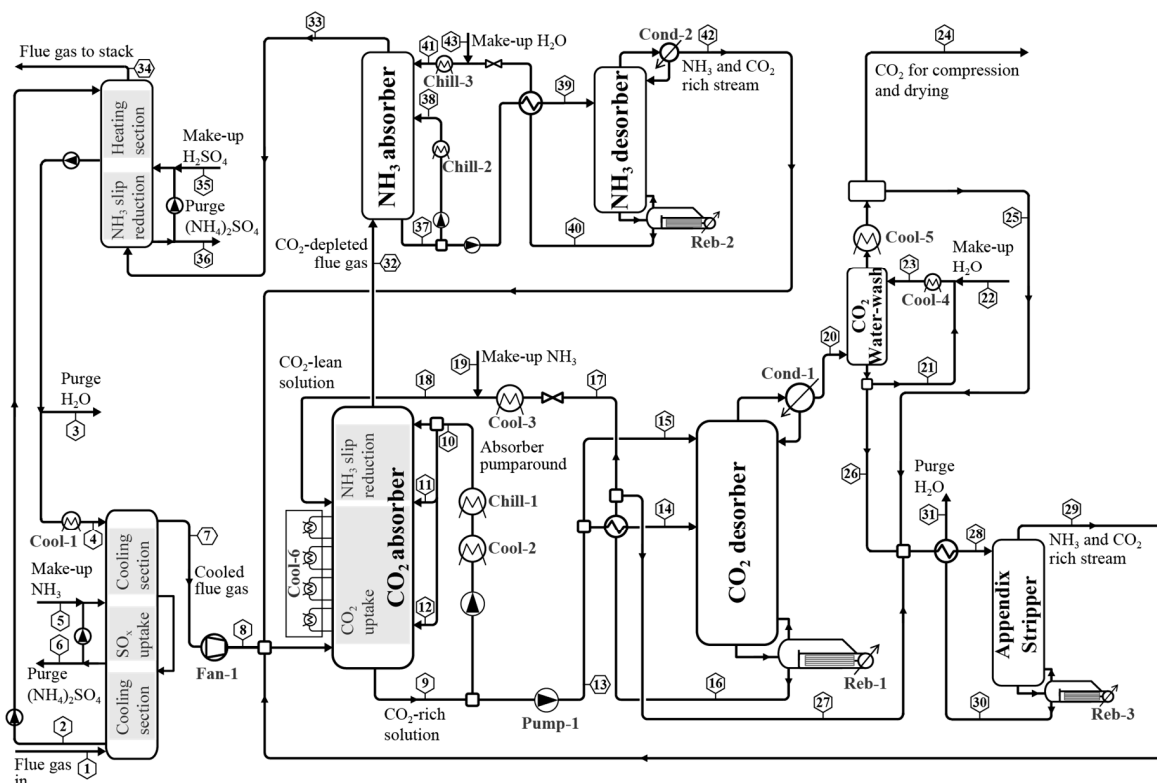 33
Flue gas to stack
34
Heating section
NH3 slip reduction
Make-up
H2SO4
35
Purge
(NH4)2SO4
36
41
43
Make-up H2O
Chill-3
38
Chill-2
NH3 absorber
37
39
Cond-2
42
NH3 and CO2
rich stream
NH3 desorber
Reb-2
40
CO2-depleted
flue gas
32
24
CO2 for compression
and drying
25
Cool-5
Make-up
H2O
23
Cool-4
22
CO2
Water-wash
20
21
Cond-1
CO2-lean
solution
19
Make-up NH3
18
17
Cool-3
10
Absorber
pumparound
11
Chill-1
Cool-2
12
NH3 slip
reduction
CO2
uptake
CO2 absorber
Cool-6
15
14
CO2 desorber
Reb-1
16
27
13
Pump-1
9
CO2-rich
solution
26
Purge
H2O
31
28
29
NH3 and CO2
rich stream
Appendix
Stripper
30
Reb-3
Purge
H2O
3
Cool-1
4
7
Cooled
flue gas
Make-up
NH3
5
6
Purge
(NH4)2SO4
Cooling
section
SOx
uptake
Cooling
section
Fan-1
8
2
Flue gas
1
in